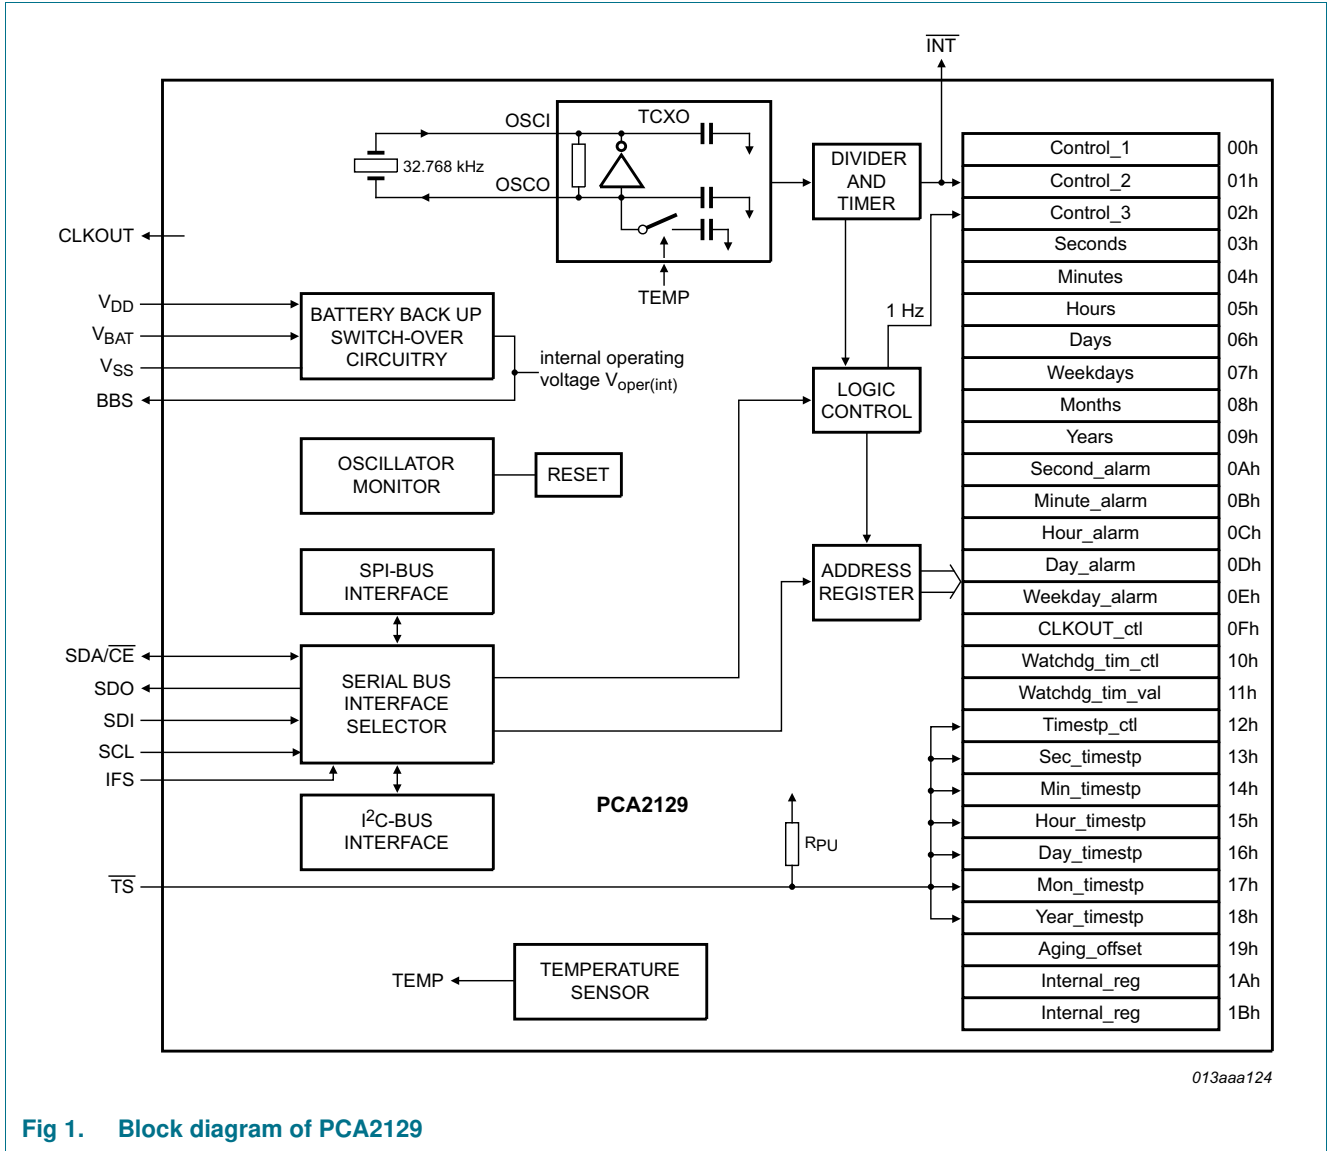 INT
OSCI
TCXO
32.768 kHz
OSCO
TEMP
CLKOUT
VDD
VBAT
VSS
BBS
BATTERY BACK UP
SWITCH-OVER
CIRCUITRY
internal operating
voltage Voper(int)
OSCILLATOR
MONITOR
RESET
SPI-BUS
INTERFACE
SDA/CE
SDO
SDI
SCL
IFS
SERIAL BUS
INTERFACE
SELECTOR
I2C-BUS
INTERFACE
PCA2129
RPU
TS
TEMP
TEMPERATURE
SENSOR
DIVIDER
AND
TIMER
1 Hz
LOGIC
CONTROL
ADDRESS
REGISTER
Control_1 00h
Control_2 01h
Control_3 02h
Seconds 03h
Minutes 04h
Hours 05h
Days 06h
Weekdays 07h
Months 08h
Years 09h
Second_alarm 0Ah
Minute_alarm 0Bh
Hour_alarm 0Ch
Day_alarm 0Dh
Weekday_alarm 0Eh
CLKOUT_ctl 0Fh
Watchdg_tim_ctl 10h
Watchdg_tim_val 11h
Timestp_ctl 12h
Sec_timestp 13h
Min_timestp 14h
Hour_timestp 15h
Day_timestp 16h
Mon_timestp 17h
Year_timestp 18h
Aging_offset 19h
Internal_reg 1Ah
Internal_reg 1Bh
013aaa124
Fig 1. Block diagram of PCA2129